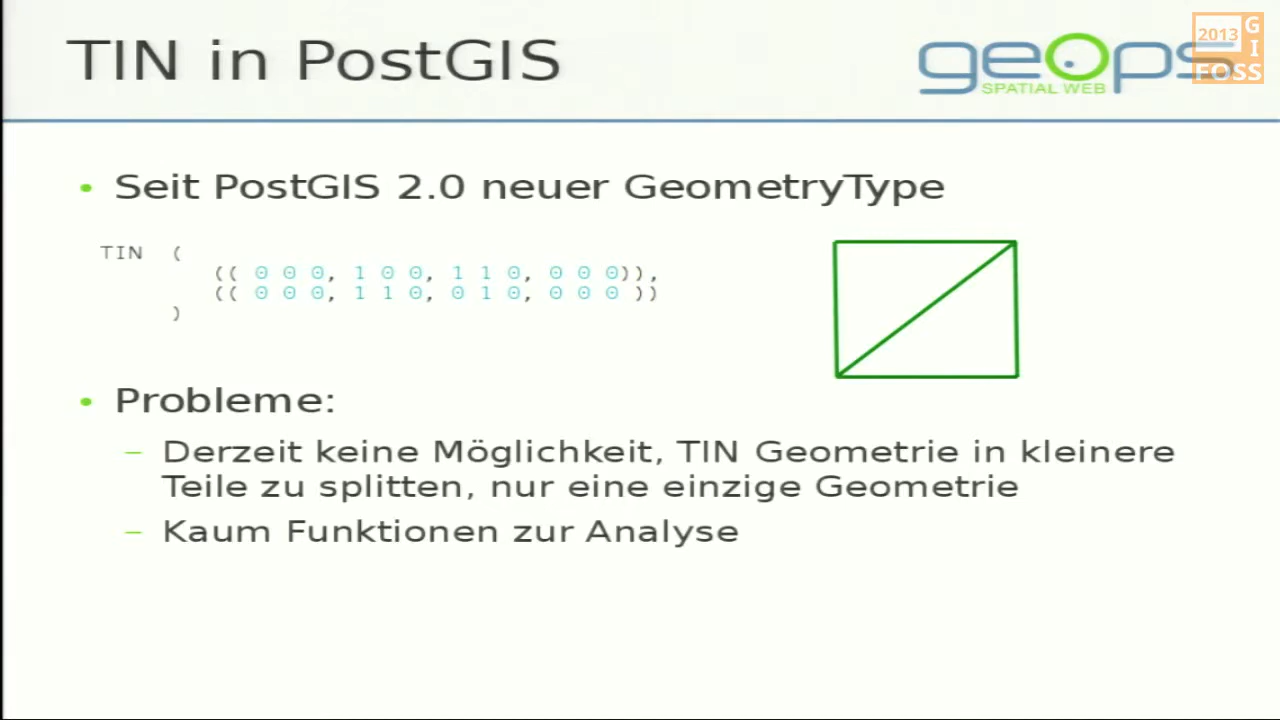 TIN in PostGIS
geOps
SPATIAL WEB
2013 G I
FOSS
• Seit PostGIS 2.0 neuer GeometryType
TIN (
(( 0 0 0, 1 0 0, 1 1 0, 0 0 0)),
(( 0 0 0, 1 1 0, 0 1 0, 0 0 0 ))
)
• Probleme:
– Derzeit keine Möglichkeit, TIN Geometrie in kleinere
Teile zu splitten, nur eine einzige Geometrie
– Kaum Funktionen zur Analyse